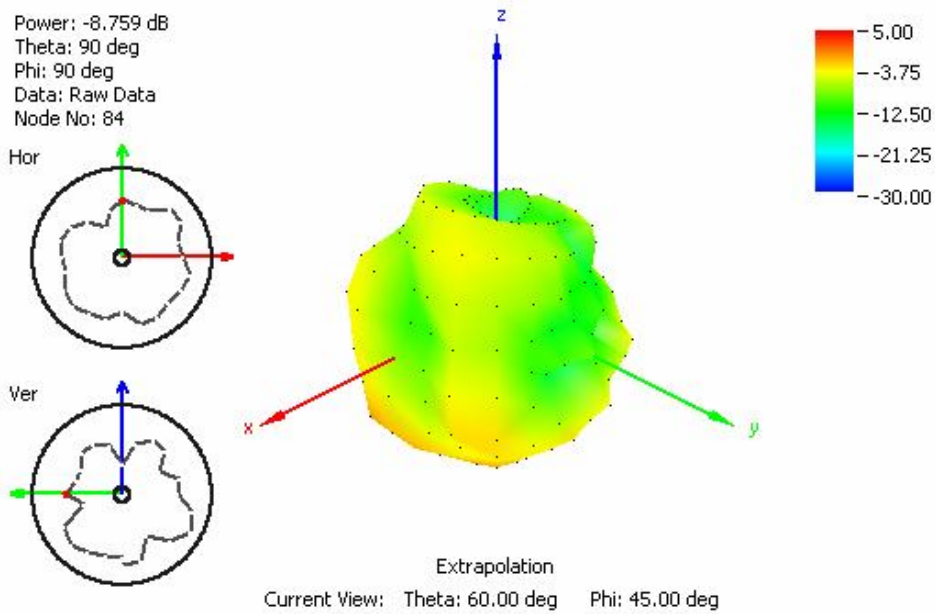 Power: -8.759 dB
Theta: 90 deg
Phi: 90 deg
Data: Raw Data
Node No: 84
Hor
Ver
z
x
y
5.00
-3.75
-12.50
-21.25
-30.00
Extrapolation
Current View: Theta: 60.00 deg Phi: 45.00 deg